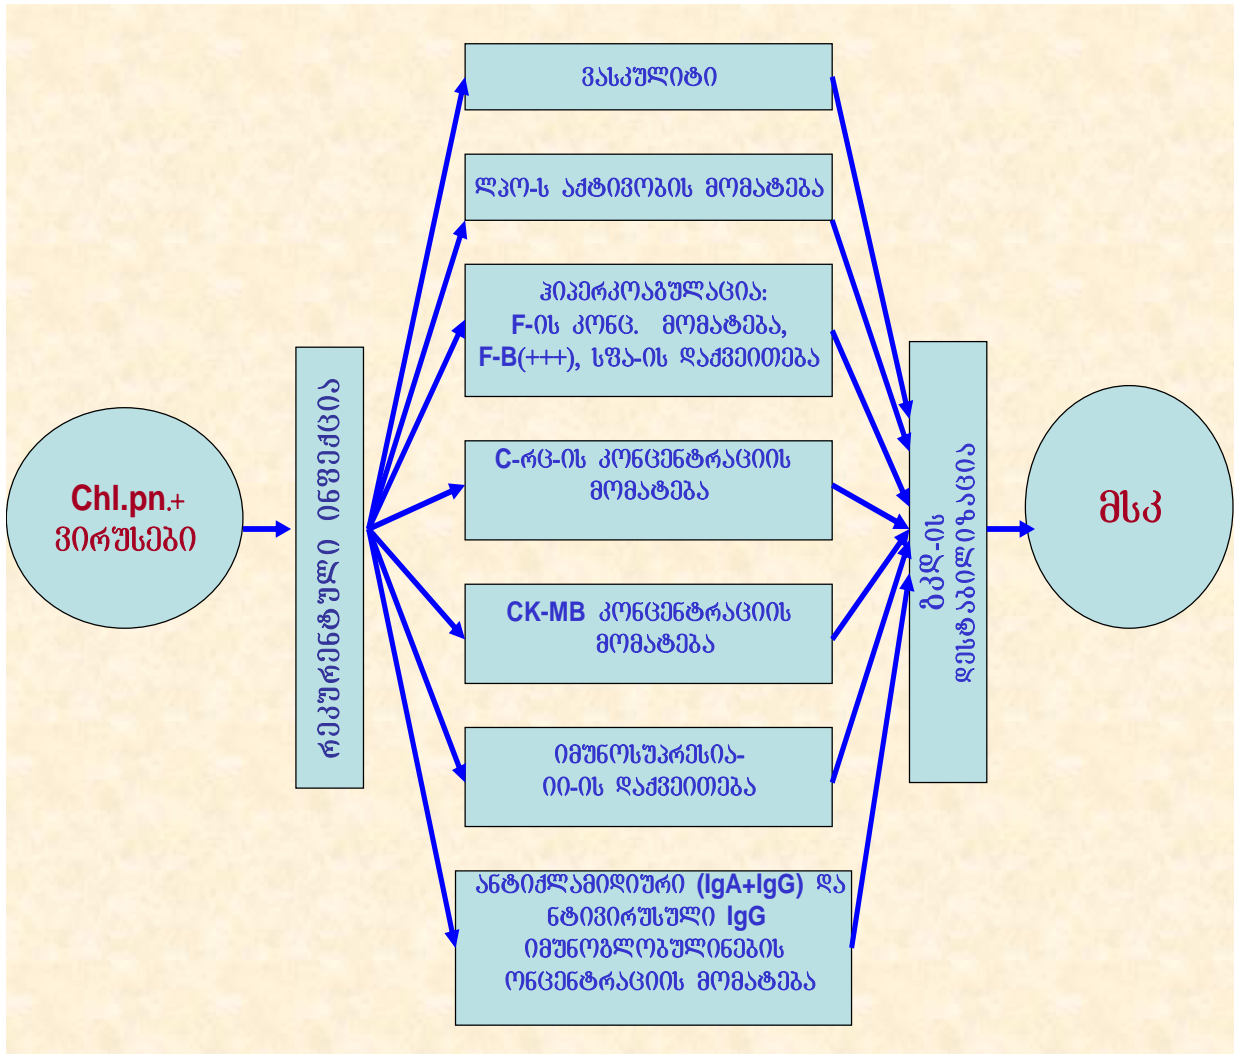 Chl.pn.+
ვირუსები
რეკურენტული ინფექცია
ვასკულიტი
ლპო-ს აქტივობის მომატება
ჰიპერკოაგულაცია:
F-ის კონც. მომატება,
F-B(+++), სფა-ის დაქვეითება
C-რც-ის კონცენტრაციის
მომატება
CK-MB კონცენტრაციის
მომატება
იმუნოსუპრესია-
იი-ის დაქვეითება
ანტიქლამიდიური (IgA+IgG) და
ნტივირუსული IgG
იმუნოგლობულინების
ონცენტრაციის მომატება
გკდ-ის
დესტაბილიზაცია
მსკ